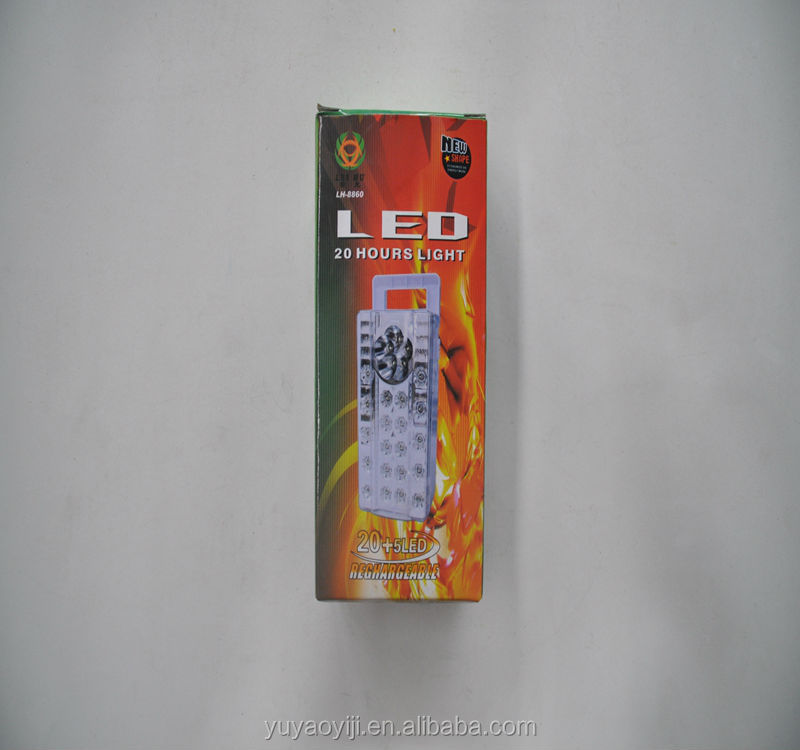 NEW
SHAPE
LH-8860
LED
20 HOURS LIGHT
20+5LED
RECHARGEABLE
yuyaoyiji.en.alibaba.com